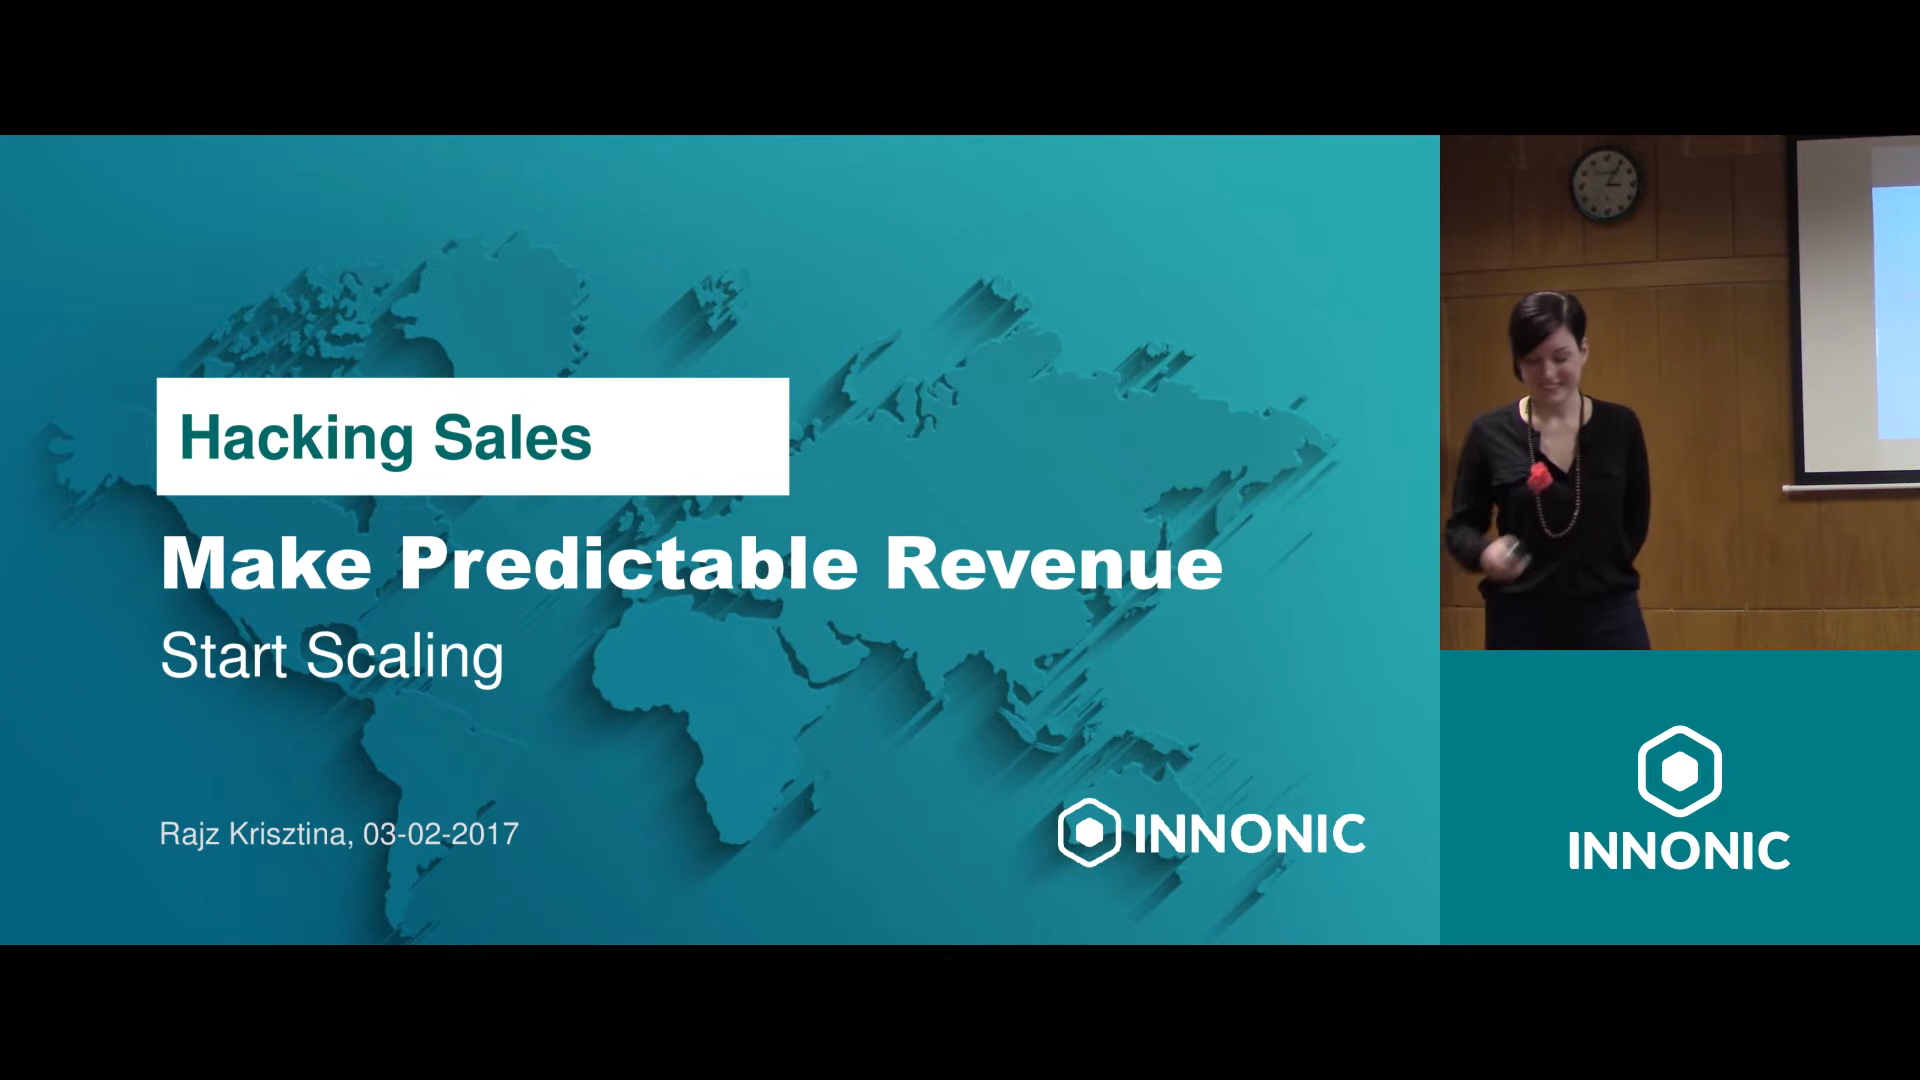 Hacking Sales
Make Predictable Revenue
Start Scaling
Rajz Krisztina, 03-02-2017
INNONIC
INNONIC